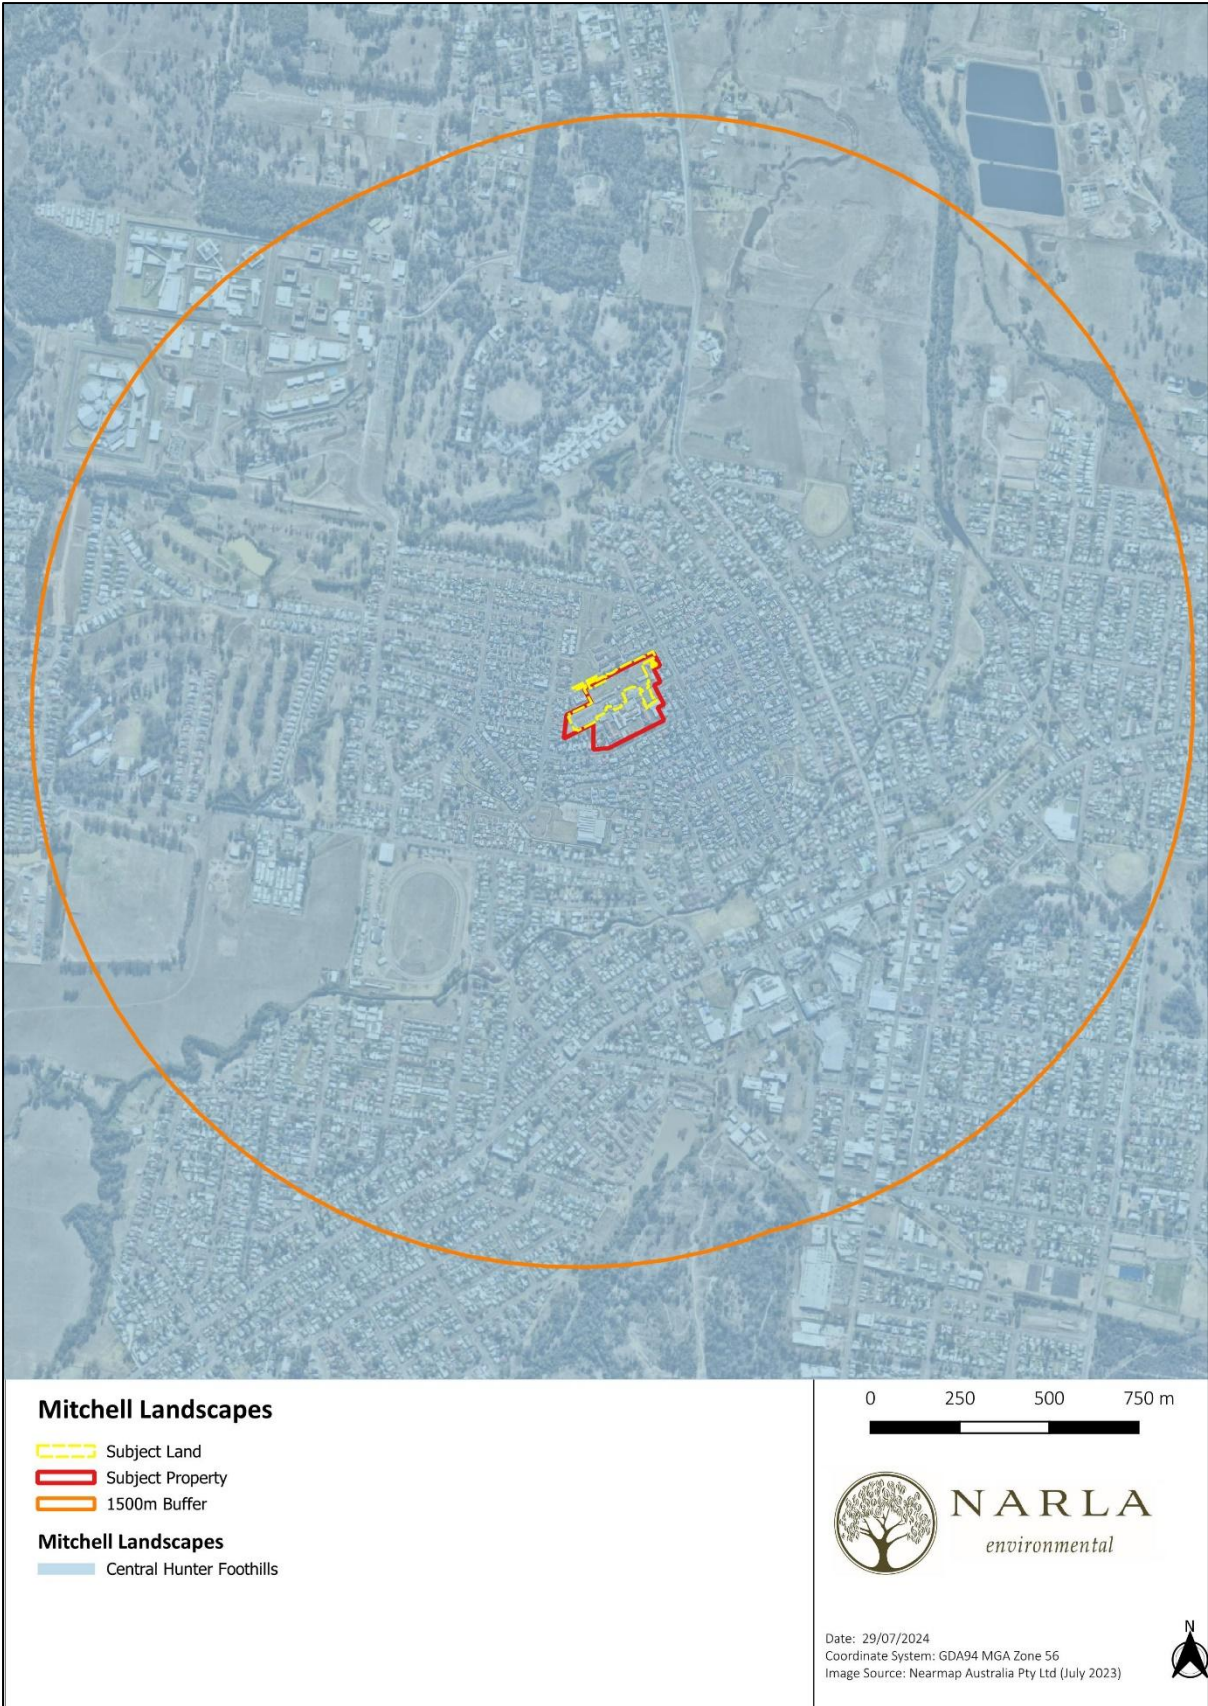 Mitchell Landscapes
Subject Land
Subject Property
1500m Buffer
Mitchell Landscapes
Central Hunter Foothills
0 250 500 750 m
NARLA
environmental
Date: 29/07/2024
Coordinate System: GDA94 MGA Zone 56
Image Source: Nearmap Australia Pty Ltd (July 2023)
N